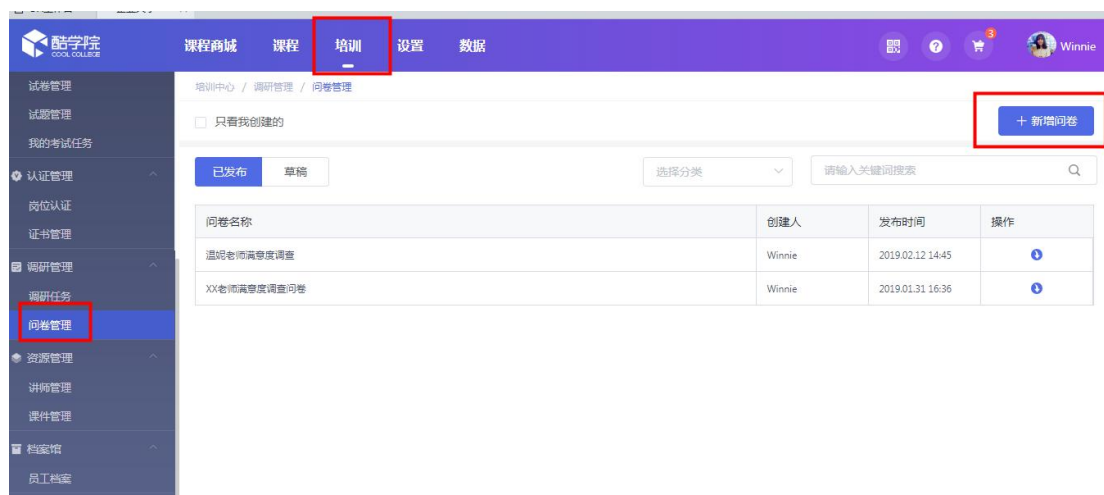 酷学院
COOL COLLEGE
课程商城 课程 培训 设置 数据
3
Winnie
试卷管理
试题管理
我的考试任务
认证管理
岗位认证
证书管理
调研管理
调研任务
问卷管理
资源管理
讲师管理
课件管理
档案馆
员工档案
培训中心 / 调研管理 / 问卷管理
只看我创建的
+ 新增问卷
已发布 草稿 选择分类 请输入关键词搜索
问卷名称 创建人 发布时间 操作
温妮老师满意度调查 Winnie 2019.02.12 14:45
XX老师满意度调查问卷 Winnie 2019.01.31 16:36